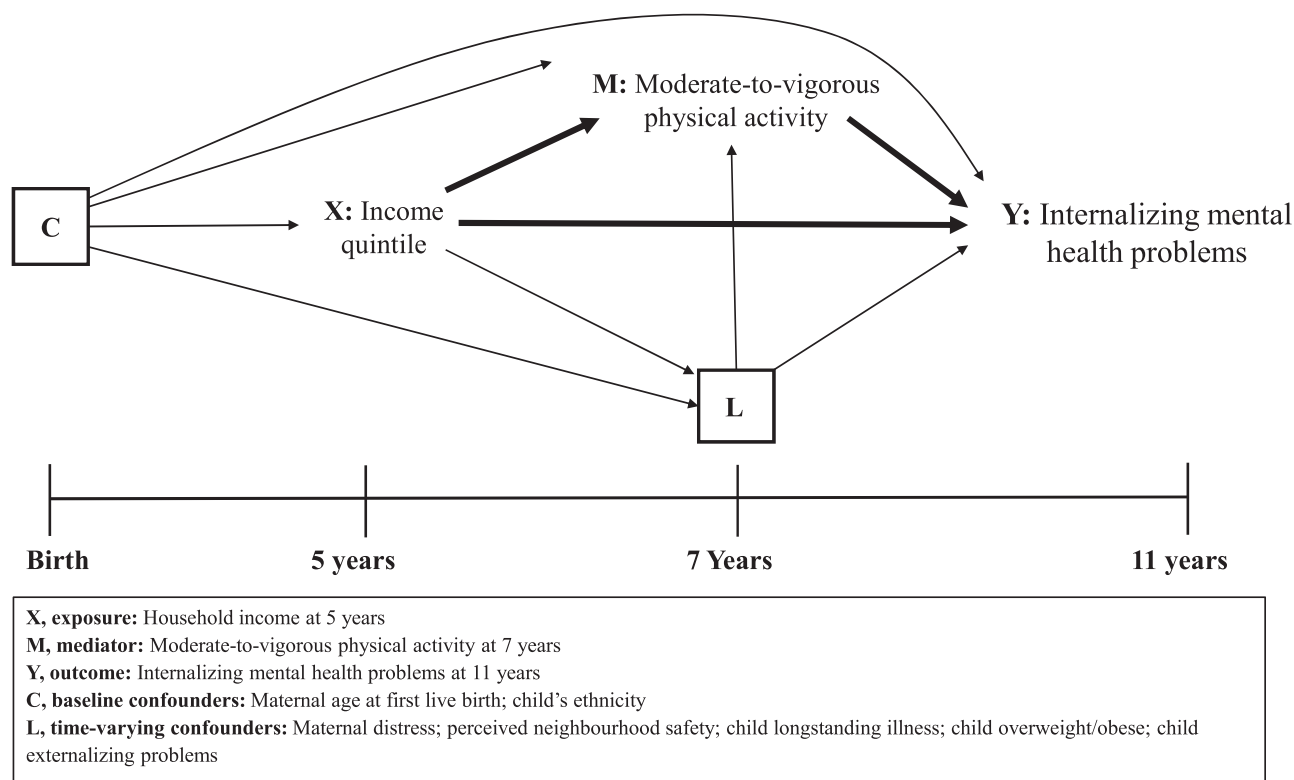 M: Moderate-to-vigorous
physical activity
C
X: Income
quintile
Y: Internalizing mental
health problems
L
Birth
5 years
7 Years
11 years
X, exposure: Household income at 5 years
M, mediator: Moderate-to-vigorous physical activity at 7 years
Y, outcome: Internalizing mental health problems at 11 years
C, baseline confounders: Maternal age at first live birth; child’s ethnicity
L, time-varying confounders: Maternal distress; perceived neighbourhood safety; child longstanding illness; child overweight/obese; child
externalizing problems